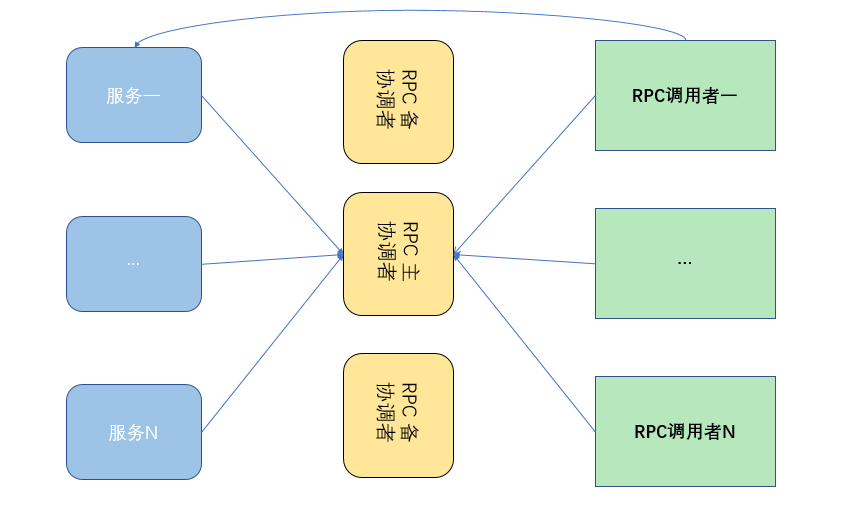 服务一
RPC 备
协调者
RPC调用者一
...
RPC 主
协调者
...
服务N
RPC 备
协调者
RPC调用者N